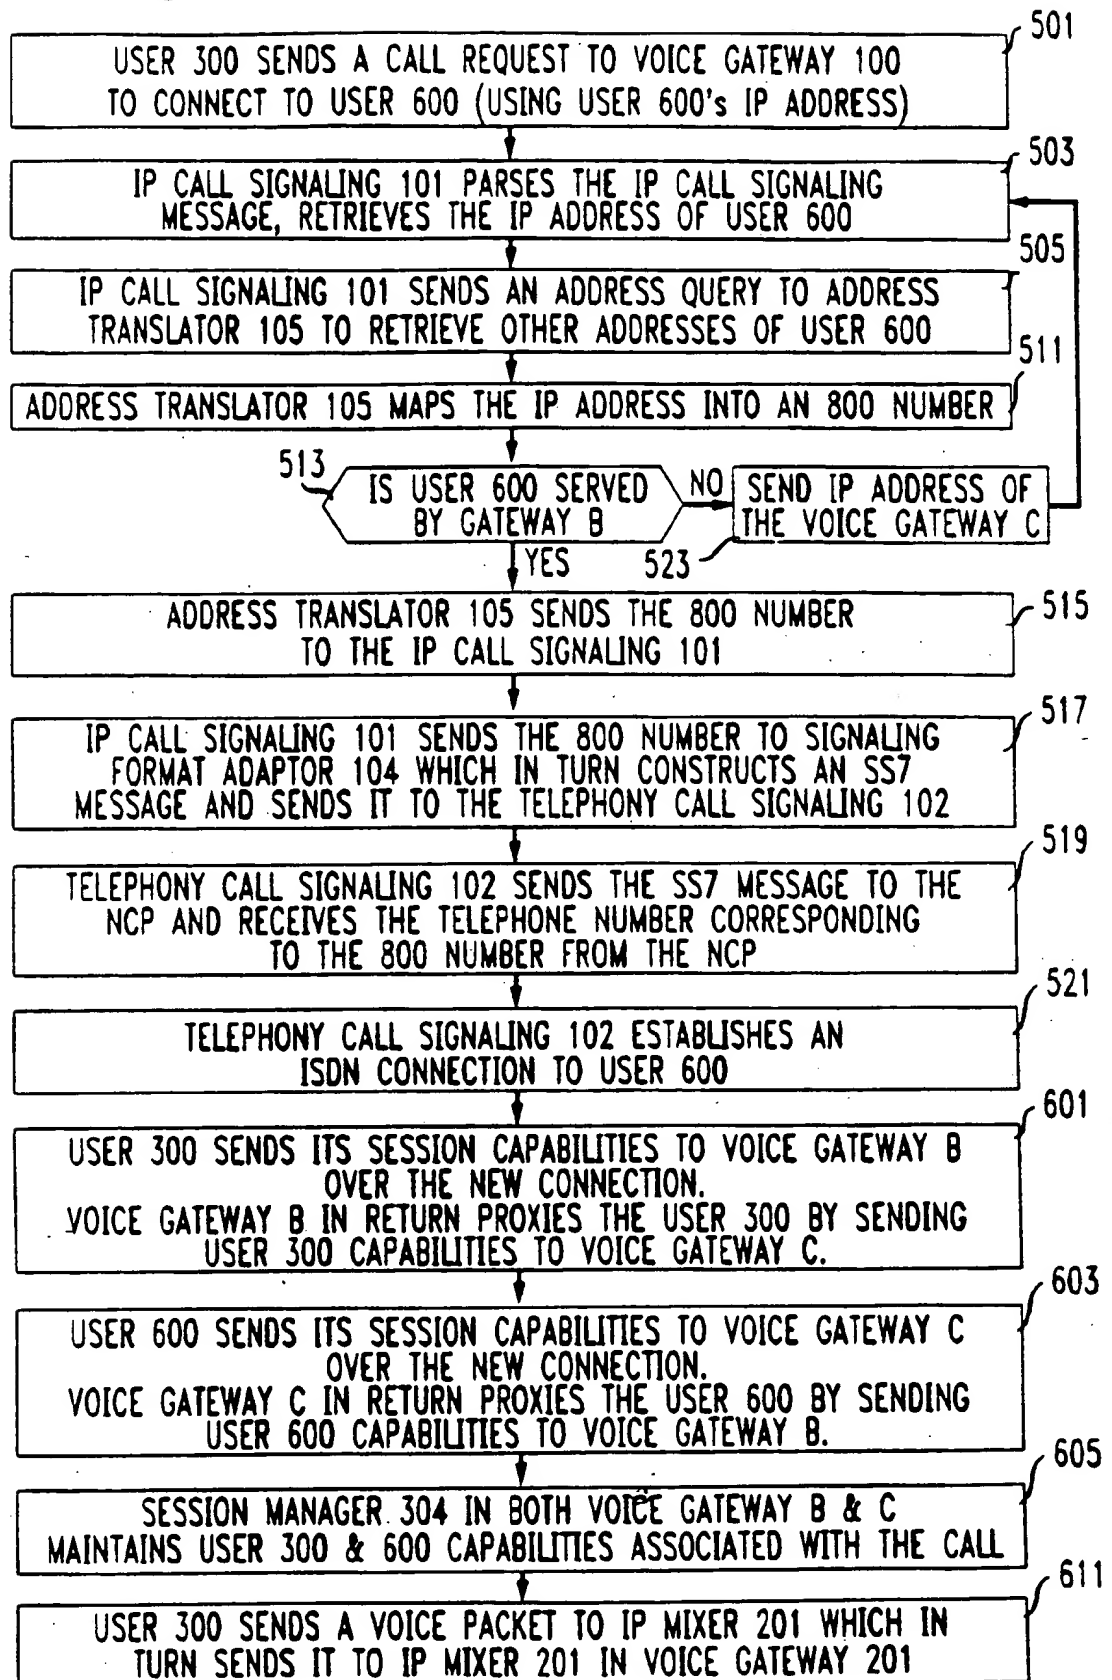 501
USER 300 SENDS A CALL REQUEST TO VOICE GATEWAY 100
TO CONNECT TO USER 600 (USING USER 600's IP ADDRESS)
503
IP CALL SIGNALING 101 PARSES THE IP CALL SIGNALING
MESSAGE, RETRIEVES THE IP ADDRESS OF USER 600
505
IP CALL SIGNALING 101 SENDS AN ADDRESS QUERY TO ADDRESS
TRANSLATOR 105 TO RETRIEVE OTHER ADDRESSES OF USER 600
511
ADDRESS TRANSLATOR 105 MAPS THE IP ADDRESS INTO AN 800 NUMBER
513
IS USER 600 SERVED
BY GATEWAY B
NO
SEND IP ADDRESS OF
THE VOICE GATEWAY C
YES
523
515
ADDRESS TRANSLATOR 105 SENDS THE 800 NUMBER
TO THE IP CALL SIGNALING 101
517
IP CALL SIGNALING 101 SENDS THE 800 NUMBER TO SIGNALING
FORMAT ADAPTOR 104 WHICH IN TURN CONSTRUCTS AN SS7
MESSAGE AND SENDS IT TO THE TELEPHONY CALL SIGNALING 102
519
TELEPHONY CALL SIGNALING 102 SENDS THE SS7 MESSAGE TO THE
NCP AND RECEIVES THE TELEPHONE NUMBER CORRESPONDING
TO THE 800 NUMBER FROM THE NCP
521
TELEPHONY CALL SIGNALING 102 ESTABLISHES AN
ISDN CONNECTION TO USER 600
601
USER 300 SENDS ITS SESSION CAPABILITIES TO VOICE GATEWAY B
OVER THE NEW CONNECTION.
VOICE GATEWAY B IN RETURN PROXIES THE USER 300 BY SENDING
USER 300 CAPABILITIES TO VOICE GATEWAY C.
603
USER 600 SENDS ITS SESSION CAPABILITIES TO VOICE GATEWAY C
OVER THE NEW CONNECTION.
VOICE GATEWAY C IN RETURN PROXIES THE USER 600 BY SENDING
USER 600 CAPABILITIES TO VOICE GATEWAY B.
605
SESSION MANAGER 304 IN BOTH VOICE GATEWAY B & C
MAINTAINS USER 300 & 600 CAPABILITIES ASSOCIATED WITH THE CALL
611
USER 300 SENDS A VOICE PACKET TO IP MIXER 201 WHICH IN
TURN SENDS IT TO IP MIXER 201 IN VOICE GATEWAY 201